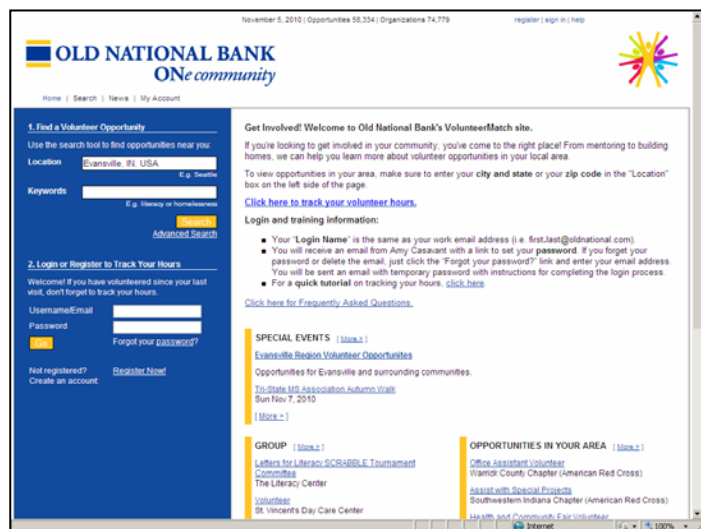 November 5, 2010 | Opportunities 58,334 | Organizations 74,779
register | sign in | help
OLD NATIONAL BANK
ONe community
Home | Search | News | My Account
1. Find a Volunteer Opportunity
Use the search tool to find opportunities near you:
Location Evansville, IN, USA
E.g. Seattle
Keywords
E.g. literacy or homelessness
Search
Advanced Search
2. Login or Register to Track Your Hours
Welcome! If you have volunteered since your last
visit, don't forget to track your hours.
Username/Email
Password
Go Forgot your password?
Not registered? Register Now!
Create an account:
Get Involved! Welcome to Old National Bank's VolunteerMatch site.
If you're looking to get involved in your community, you've come to the right place! From mentoring to building
homes, we can help you learn more about volunteer opportunities in your local area.
To view opportunities in your area, make sure to enter your city and state or your zip code in the "Location"
box on the left side of the page.
Click here to track your volunteer hours.
Login and training information:
Your "Login Name" is the same as your work email address (i.e. first.last@oldnational.com).
You will receive an email from Amy Casavant with a link to set your password. If you forget your
password or delete the email, just click the "Forgot your password?" link and enter your email address.
You will be sent an email with temporary password with instructions for completing the login process.
For a quick tutorial on tracking your hours, click here.
Click here for Frequently Asked Questions.
SPECIAL EVENTS [ More > ]
Evansville Region Volunteer Opportunites
Opportunities for Evansville and surrounding communities.
Tri-State MS Association Autumn Walk
Sun Nov 7, 2010
[ More > ]
GROUP [ More > ]
Letters for Literacy SCRABBLE Tournament
Committee
The Literacy Center
Volunteer
St. Vincent's Day Care Center
OPPORTUNITIES IN YOUR AREA [ More > ]
Office Assistant Volunteer
Warrick County Chapter (American Red Cross)
Assist with Special Projects
Southwestern Indiana Chapter (American Red Cross)
Health and Community Fair Volunteer
Internet
100%